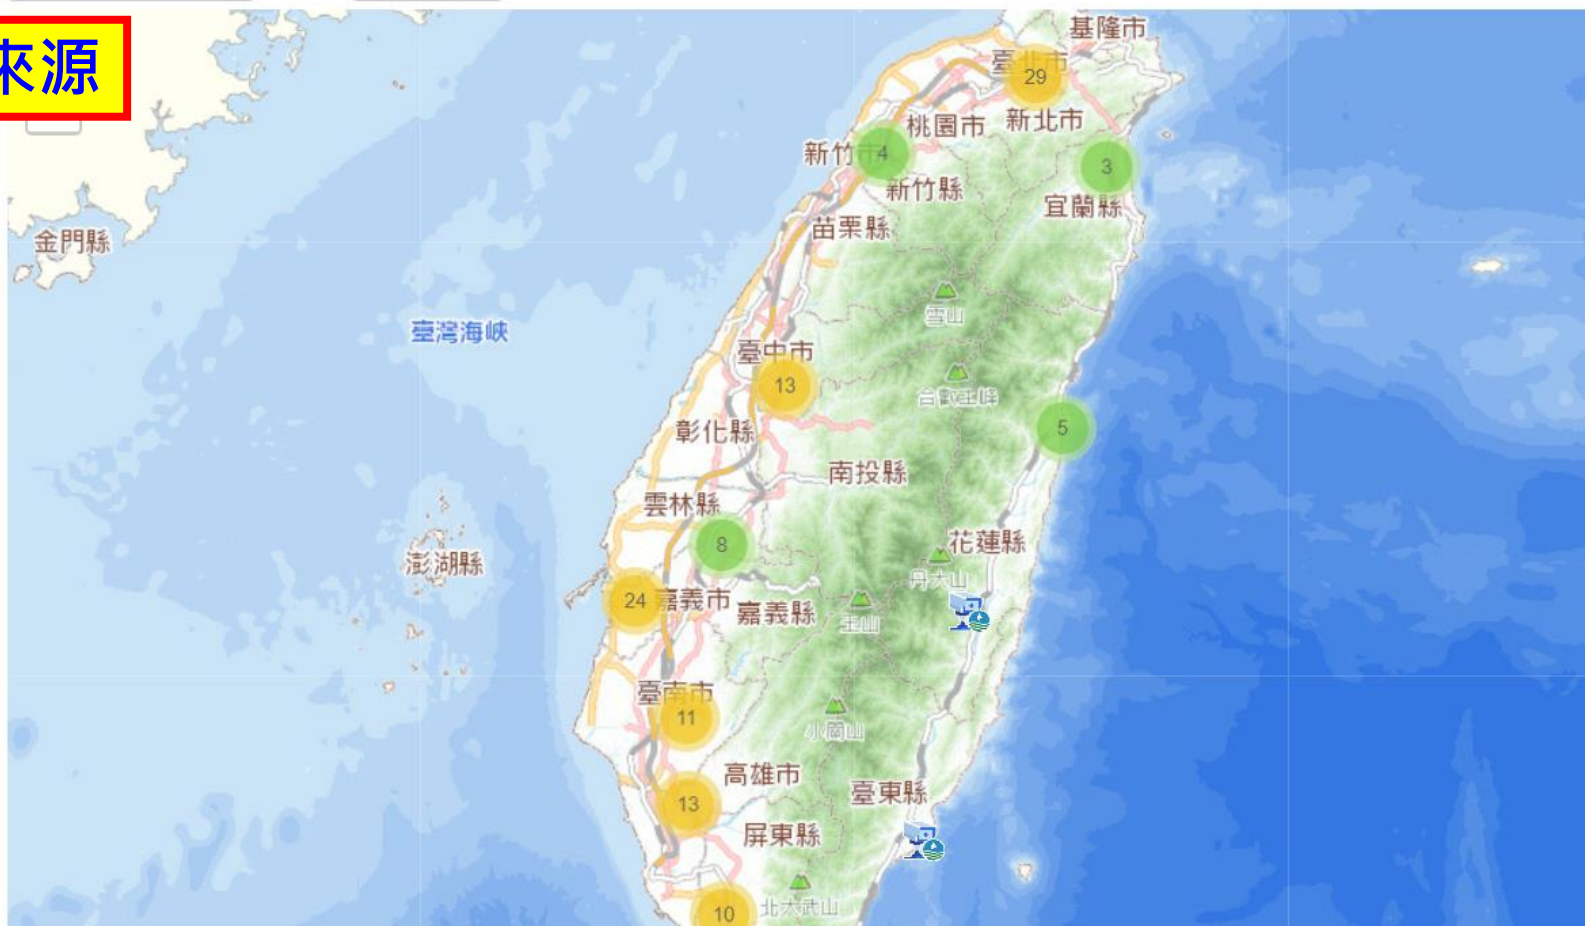 來源
基隆市
臺北市
29
新北市
桃園市
新竹市
4
3
新竹縣
宜蘭縣
苗栗縣
金門縣
雪山
臺灣海峽
臺中市
13
5
彰化縣
南投縣
雲林縣
8
花蓮縣
澎湖縣
丹大山
24
嘉義市
嘉義縣
玉山
臺南市
11
小關山
高雄市
13
臺東縣
屏東縣
10
北大武山